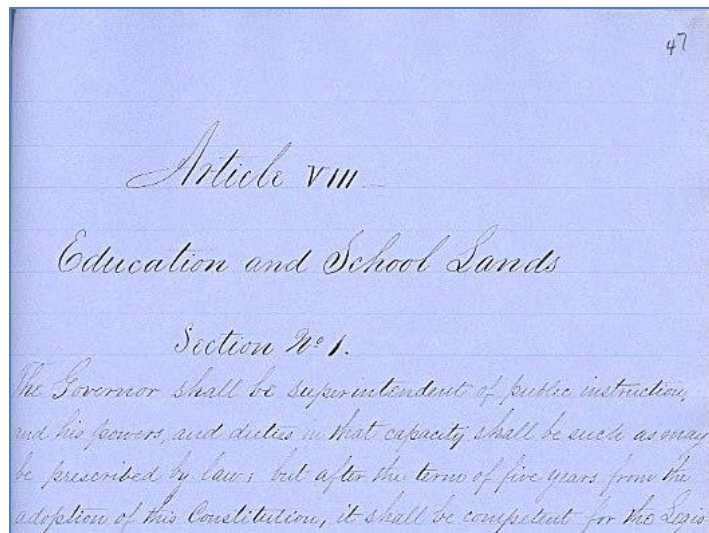 47
Article VIII
Education and School Lands
Section No 1.
The Governor shall be superintendent of public instruction,
and his powers, and duties in that capacity shall be such as may
be prescribed by law; but after the term of five years from the
adoption of this Constitution, it shall be competent for the Legis